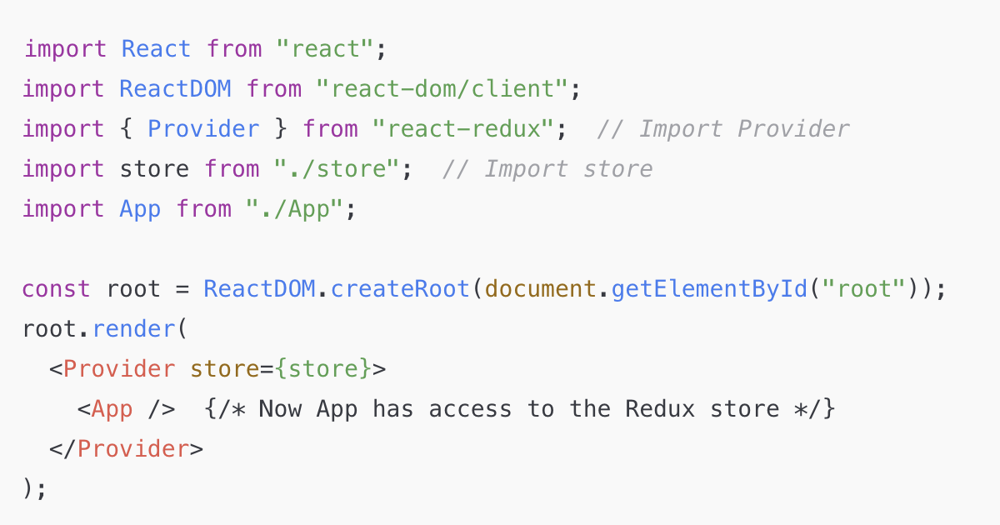 import React from "react";
import ReactDOM from "react-dom/client";
import { Provider } from "react-redux";  // Import Provider
import store from "./store";  // Import store
import App from "./App";

const root = ReactDOM.createRoot(document.getElementById("root"));
root.render(
  <Provider store={store}>
    <App />  {/* Now App has access to the Redux store */}
  </Provider>
);